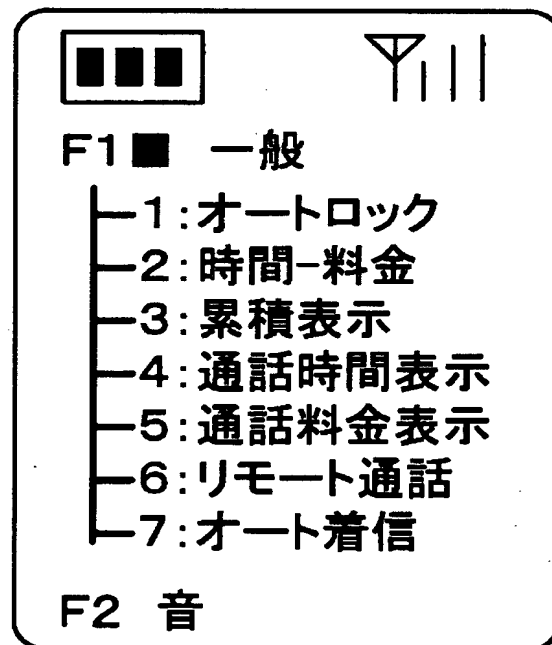 F1■ 一般
1:オートロック
2:時間-料金
3:累積表示
4:通話時間表示
5:通話料金表示
6:リモート通話
7:オート着信
F2 音